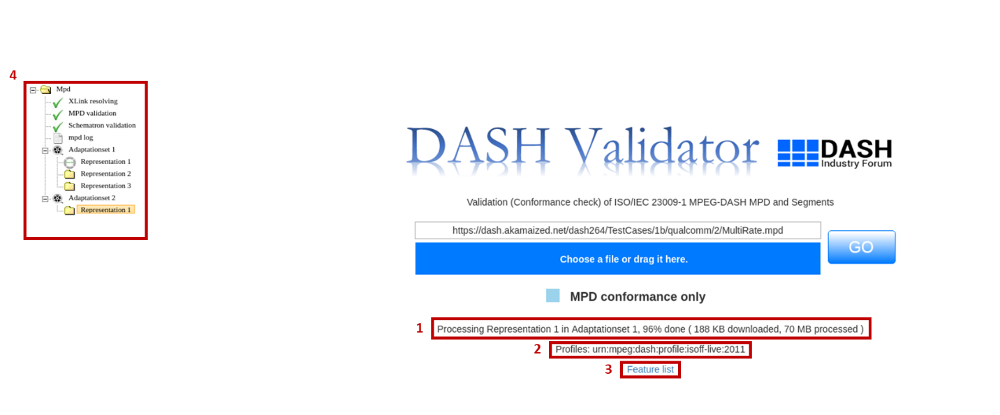 4
Mpd
XLink resolving
MPD validation
Schematron validation
mpd log
Adaptationset 1
Representation 1
Representation 2
Representation 3
Adaptationset 2
Representation 1
DASH Validator
DASH
Industry Forum
Validation (Conformance check) of ISO/IEC 23009-1 MPEG-DASH MPD and Segments
https://dash.akamaized.net/dash264/TestCases/1b/qualcomm/2/MultiRate.mpd
GO
Choose a file or drag it here.
MPD conformance only
1 Processing Representation 1 in Adaptationset 1, 96% done ( 188 KB downloaded, 70 MB processed )
2 Profiles: urn:mpeg:dash:profile:isoff-live:2011
3 Feature list